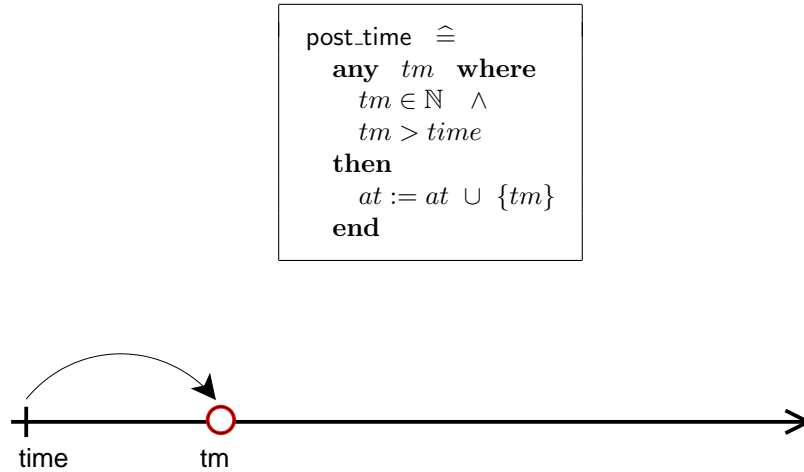 post_time ≙
any tm where
tm ∈ ℕ ∧
tm > time
then
at := at ∪ {tm}
end
time tm